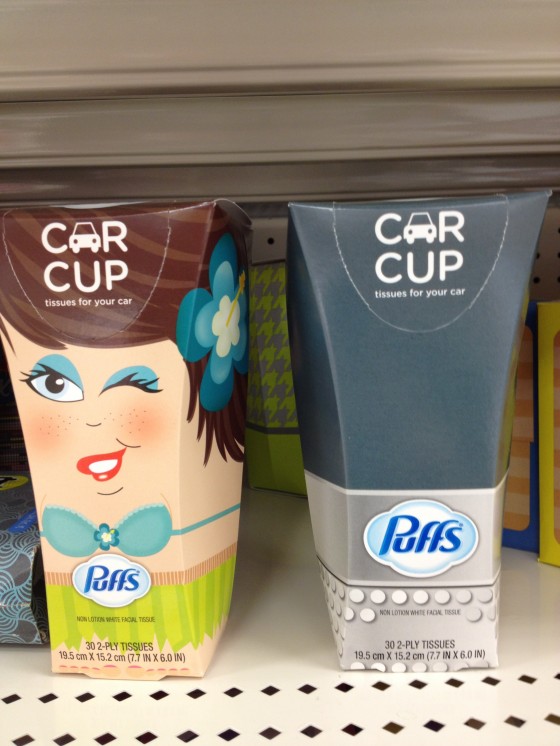 CAR
CUP
tissues for your car
Puffs
NON LOTION WHITE FACIAL TISSUE
30 2-PLY TISSUES
19.5 cm X 15.2 cm (7.7 IN X 6.0 IN)
CAR
CUP
tissues for your car
Puffs
NON LOTION WHITE FACIAL TISSUE
30 2-PLY TISSUES
19.5 cm X 15.2 cm (7.7 IN X 6.0 IN)